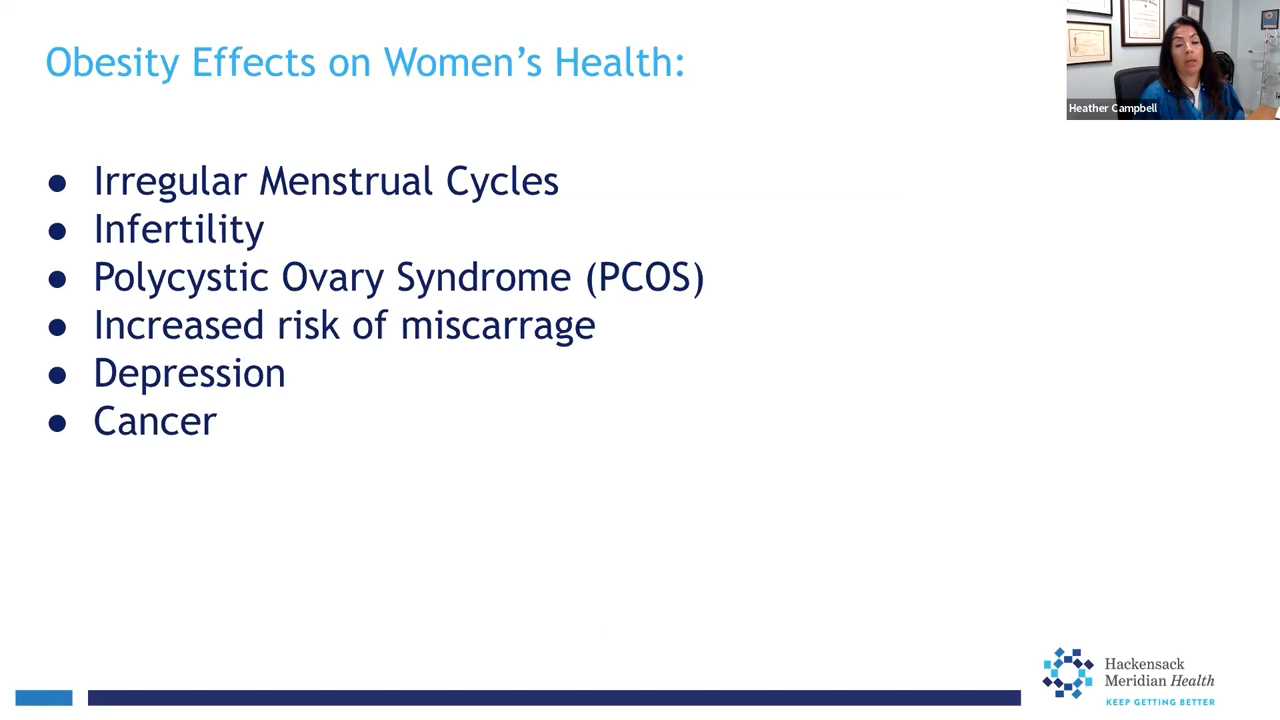 Obesity Effects on Women’s Health:
Heather Campbell
● Irregular Menstrual Cycles
● Infertility
● Polycystic Ovary Syndrome (PCOS)
● Increased risk of miscarrage
● Depression
● Cancer
Hackensack
Meridian Health
KEEP GETTING BETTER